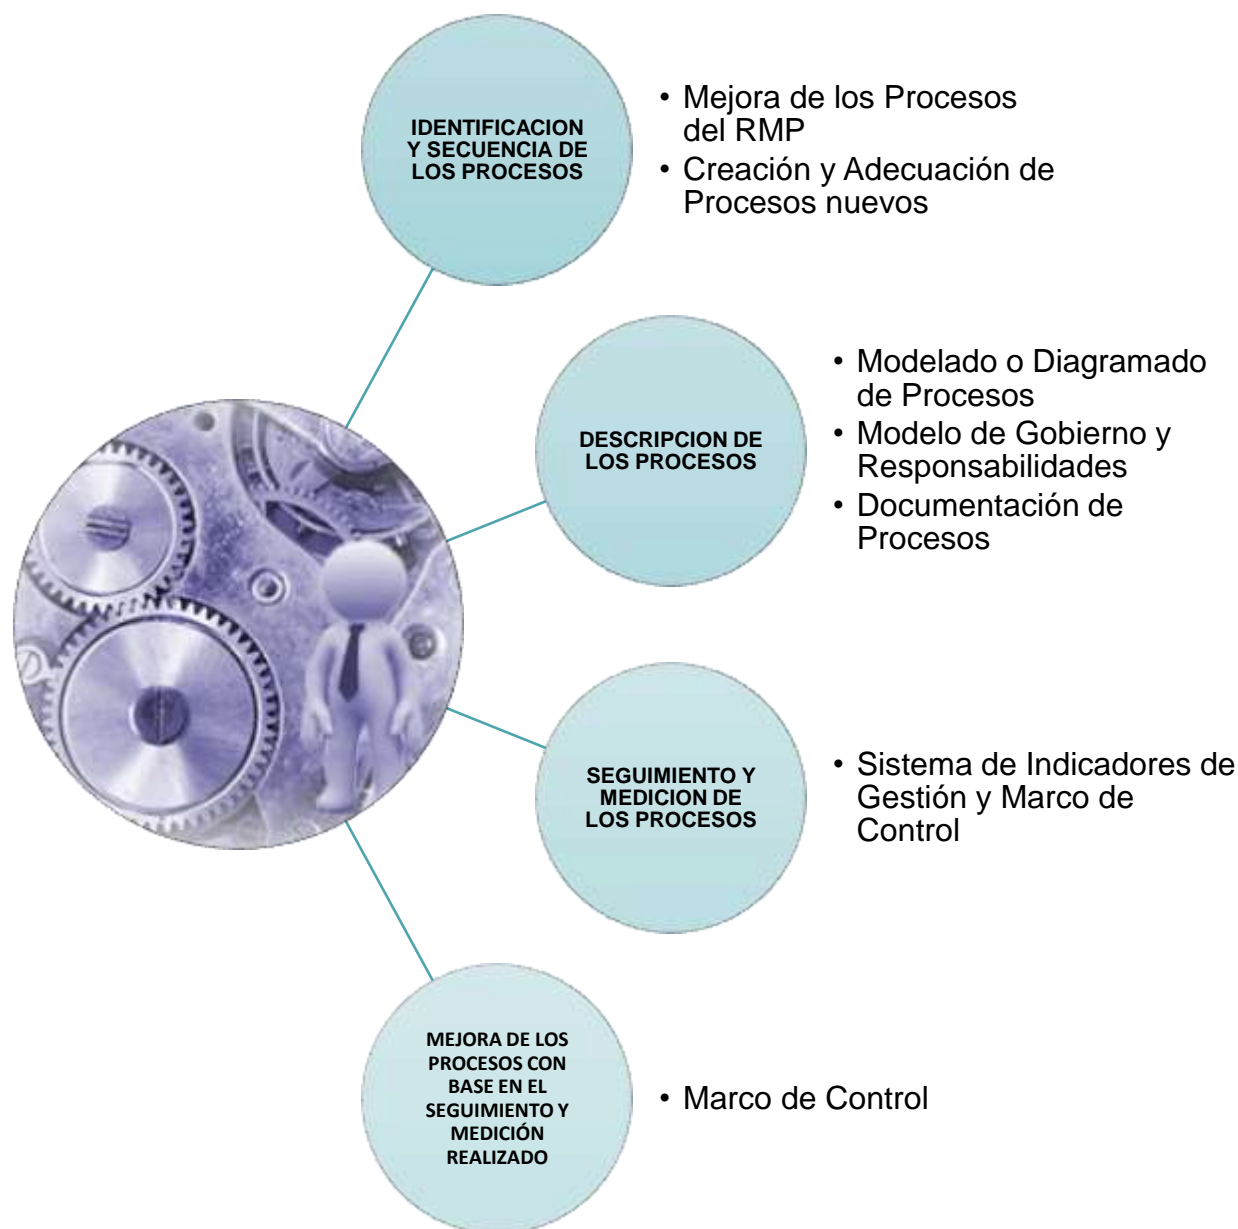 IDENTIFICACION
Y SECUENCIA DE
LOS PROCESOS
• Mejora de los Procesos
del RMP
• Creación y Adecuación de
Procesos nuevos
DESCRIPCION DE
LOS PROCESOS
• Modelado o Diagramado
de Procesos
• Modelo de Gobierno y
Responsabilidades
• Documentación de
Procesos
SEGUIMIENTO Y
MEDICION DE
LOS PROCESOS
• Sistema de Indicadores de
Gestión y Marco de
Control
MEJORA DE LOS
PROCESOS CON
BASE EN EL
SEGUIMIENTO Y
MEDICIÓN
REALIZADO
• Marco de Control